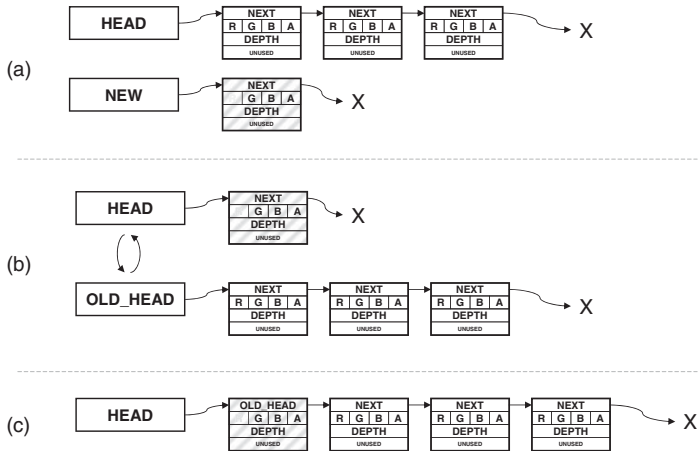 HEAD NEXT NEXT NEXT
R G B A R G B A R G B A X
DEPTH DEPTH DEPTH
UNUSED UNUSED UNUSED
(a)
NEW NEXT X
G B A
DEPTH
UNUSED
HEAD NEXT X
G B A
DEPTH
UNUSED
(b)
OLD_HEAD NEXT NEXT NEXT X
R G B A R G B A R G B A
DEPTH DEPTH DEPTH
UNUSED UNUSED UNUSED
(c)
HEAD OLD_HEAD NEXT NEXT NEXT X
G B A R G B A R G B A R G B A
DEPTH DEPTH DEPTH DEPTH
UNUSED UNUSED UNUSED UNUSED